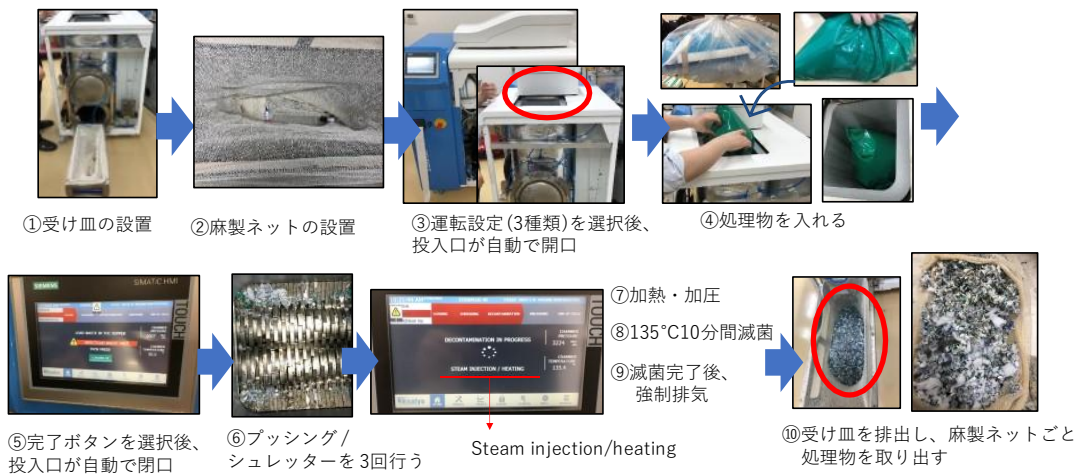 ①受け皿の設置
②麻製ネットの設置
③運転設定(3種類)を選択後、
投入口が自動で開口
④処理物を入れる
SIEMENS
SIMATIC HMI
TOUCH
⑤完了ボタンを選択後、
投入口が自動で閉口
⑥プッシング/
シュレッターを3回行う
DECONTAMINATION IN PROGRESS
STEAM INJECTION / HEATING
TOUCH
Steam injection/heating
⑦加熱・加圧
⑧135°C10分間滅菌
⑨滅菌完了後、
強制排気
⑩受け皿を排出し、麻製ネットごと
処理物を取り出す